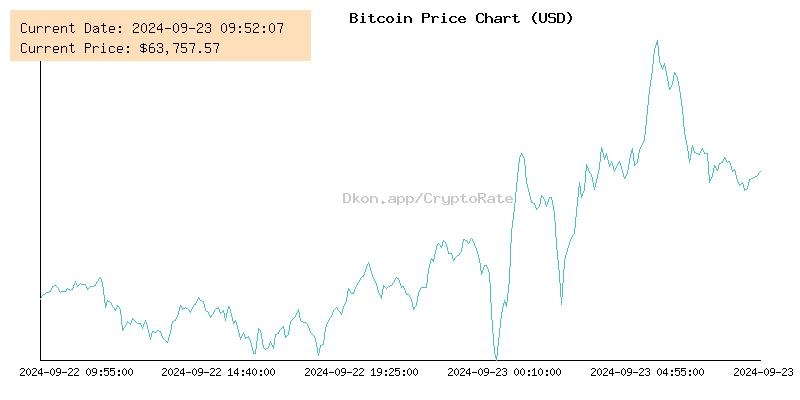 Bitcoin Price Chart (USD)
Current Date: 2024-09-23 09:52:07
Current Price: $63,757.57
Dkon.app/CryptoRate
2024-09-22 09:55:00 2024-09-22 14:40:00 2024-09-22 19:25:00 2024-09-23 00:10:00 2024-09-23 04:55:00 2024-09-23